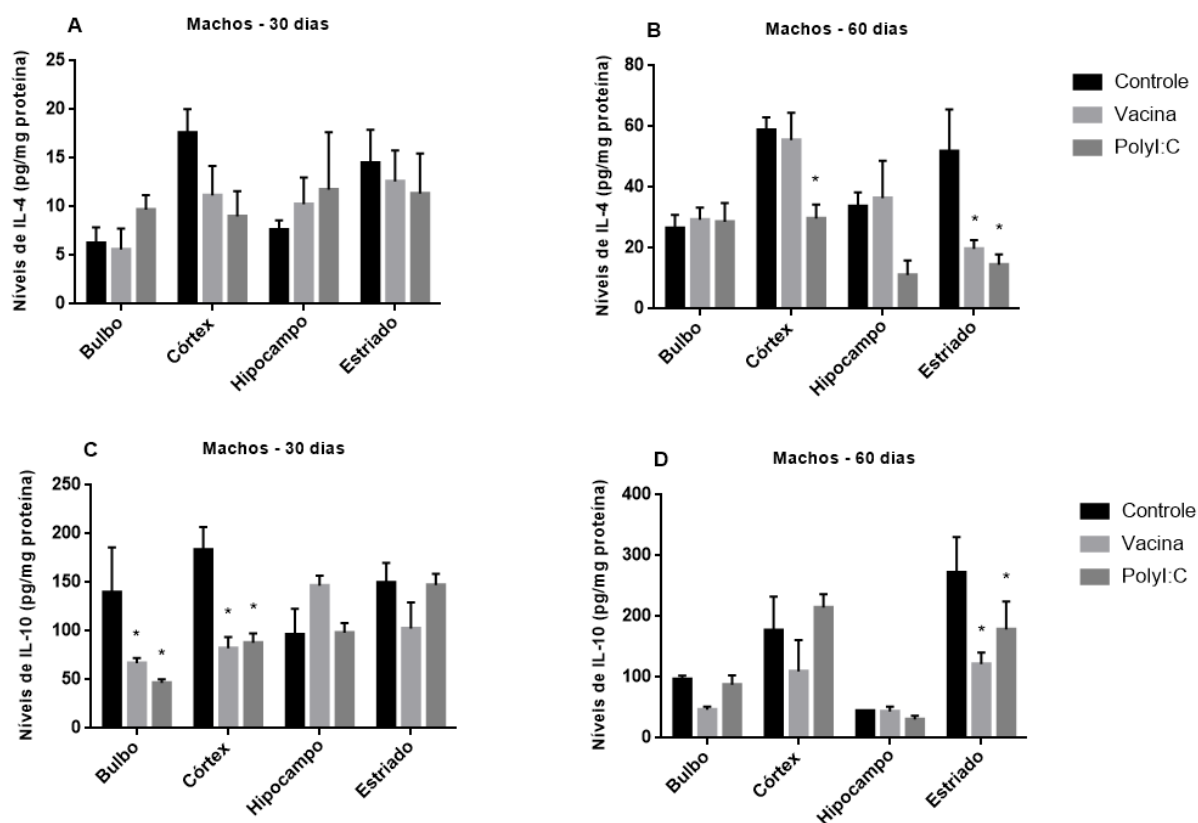 A
Machos - 30 dias
Níveis de IL-4 (pg/mg proteína)
25
20
15
10
5
0
Bulbo
Córtex
Hipocampo
Estriado
B
Machos - 60 dias
Níveis de IL-4 (pg/mg proteína)
80
60
40
20
0
*
*
*
Bulbo
Córtex
Hipocampo
Estriado
Controle
Vacina
PolyI:C
C
Machos - 30 dias
Níveis de IL-10 (pg/mg proteína)
250
200
150
100
50
0
*
*
*
*
Bulbo
Córtex
Hipocampo
Estriado
D
Machos - 60 dias
Níveis de IL-10 (pg/mg proteína)
400
300
200
100
0
*
*
Bulbo
Córtex
Hipocampo
Estriado
Controle
Vacina
PolyI:C